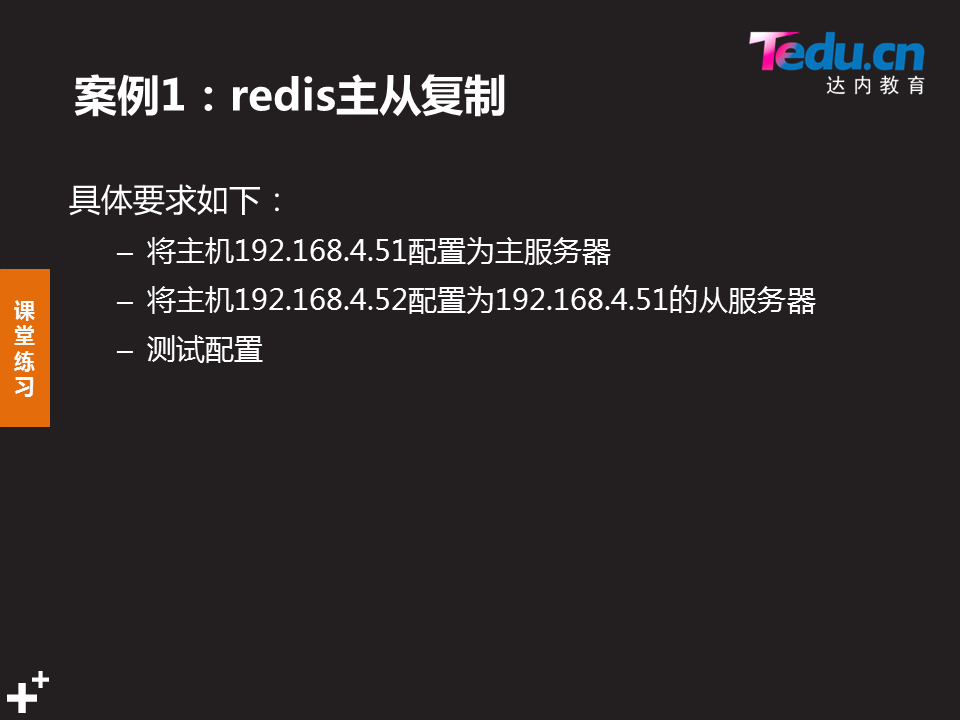 Tedu.cn
达内教育
案例1：redis主从复制
具体要求如下：
– 将主机192.168.4.51配置为主服务器
– 将主机192.168.4.52配置为192.168.4.51的从服务器
– 测试配置
课
堂
练
习